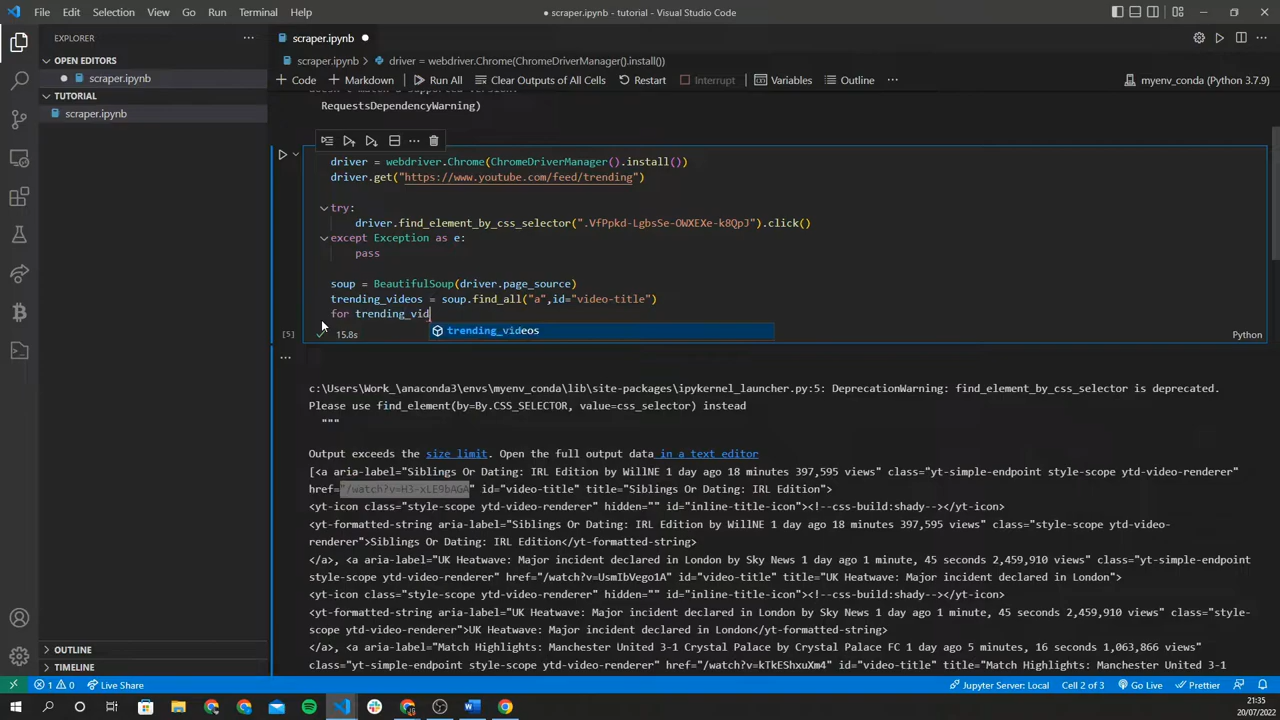 File Edit Selection View Go Run Terminal Help
● scraper.ipynb - tutorial - Visual Studio Code
EXPLORER
OPEN EDITORS
scraper.ipynb
TUTORIAL
scraper.ipynb
OUTLINE
TIMELINE
scraper.ipynb
scraper.ipynb > driver = webdriver.Chrome(ChromeDriverManager().install())
+ Code + Markdown Run All Clear Outputs of All Cells Restart Interrupt Variables Outline ... myenv_conda (Python 3.7.9)
doesn't match a supported version!
RequestsDependencyWarning)
driver = webdriver.Chrome(ChromeDriverManager().install())
driver.get("https://www.youtube.com/feed/trending")
try:
driver.find_element_by_css_selector(".VfPpkd-LgbsSe-OWXEXe-k8QpJ").click()
except Exception as e:
pass
soup = BeautifulSoup(driver.page_source)
trending_videos = soup.find_all("a",id="video-title")
for trending_vid
trending_videos
[5] 15.8s Python
...
c:\Users\Work_\anaconda3\envs\myenv_conda\lib\site-packages\ipykernel_launcher.py:5: DeprecationWarning: find_element_by_css_selector is deprecated.
Please use find_element(by=By.CSS_SELECTOR, value=css_selector) instead
"""
Output exceeds the size limit. Open the full output data in a text editor
[<a aria-label="Siblings Or Dating: IRL Edition by WillNE 1 day ago 18 minutes 397,595 views" class="yt-simple-endpoint style-scope ytd-video-renderer"
href="/watch?v=H3-xLE9bAGA" id="video-title" title="Siblings Or Dating: IRL Edition">
<yt-icon class="style-scope ytd-video-renderer" hidden="" id="inline-title-icon"><!--css-build:shady--></yt-icon>
<yt-formatted-string aria-label="Siblings Or Dating: IRL Edition by WillNE 1 day ago 18 minutes 397,595 views" class="style-scope ytd-video-
renderer">Siblings Or Dating: IRL Edition</yt-formatted-string>
</a>, <a aria-label="UK Heatwave: Major incident declared in London by Sky News 1 day ago 1 minute, 45 seconds 2,459,910 views" class="yt-simple-endpoint
style-scope ytd-video-renderer" href="/watch?v=UsmIbVego1A" id="video-title" title="UK Heatwave: Major incident declared in London">
<yt-icon class="style-scope ytd-video-renderer" hidden="" id="inline-title-icon"><!--css-build:shady--></yt-icon>
<yt-formatted-string aria-label="UK Heatwave: Major incident declared in London by Sky News 1 day ago 1 minute, 45 seconds 2,459,910 views" class="style-
scope ytd-video-renderer">UK Heatwave: Major incident declared in London</yt-formatted-string>
</a>, <a aria-label="Match Highlights: Manchester United 3-1 Crystal Palace by Crystal Palace FC 1 day ago 5 minutes, 16 seconds 1,063,866 views"
class="yt-simple-endpoint style-scope ytd-video-renderer" href="/watch?v=kTkEShxuXm4" id="video-title" title="Match Highlights: Manchester United 3-1
1 0 Live Share Jupyter Server: Local Cell 2 of 3 Go Live Prettier
21:35
20/07/2022